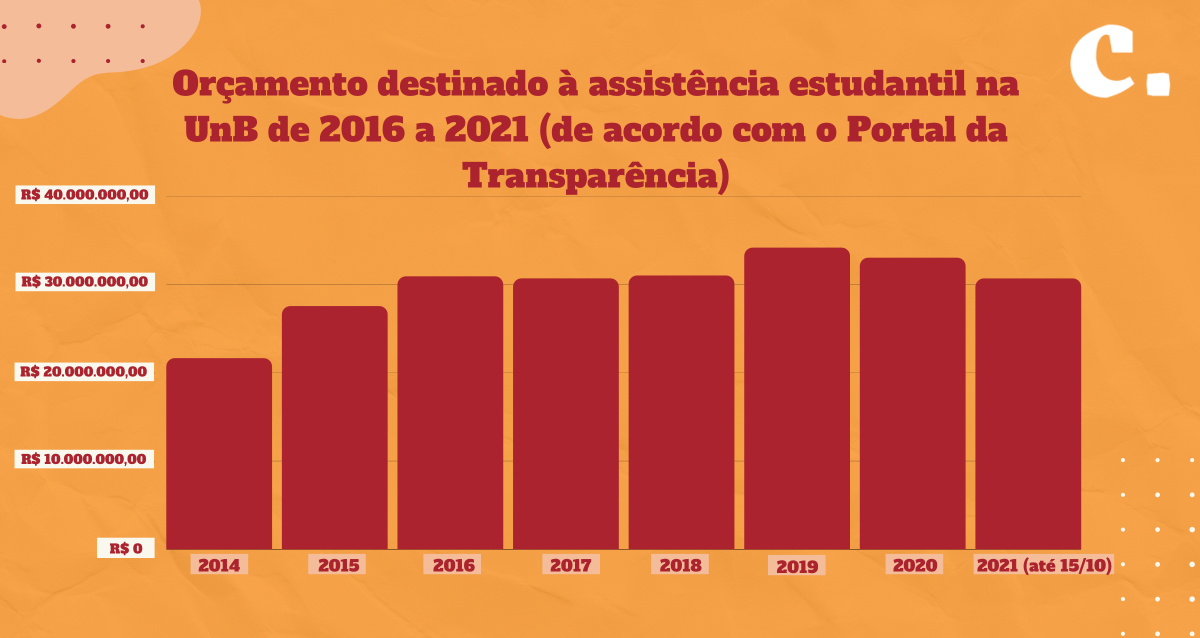 c.
Orçamento destinado à assistência estudantil na
UnB de 2016 a 2021 (de acordo com o Portal da
Transparência)
R$ 40.000.000,00
R$ 30.000.000,00
R$ 20.000.000,00
R$ 10.000.000,00
R$ 0
2014 2015 2016 2017 2018 2019 2020 2021 (até 15/10)